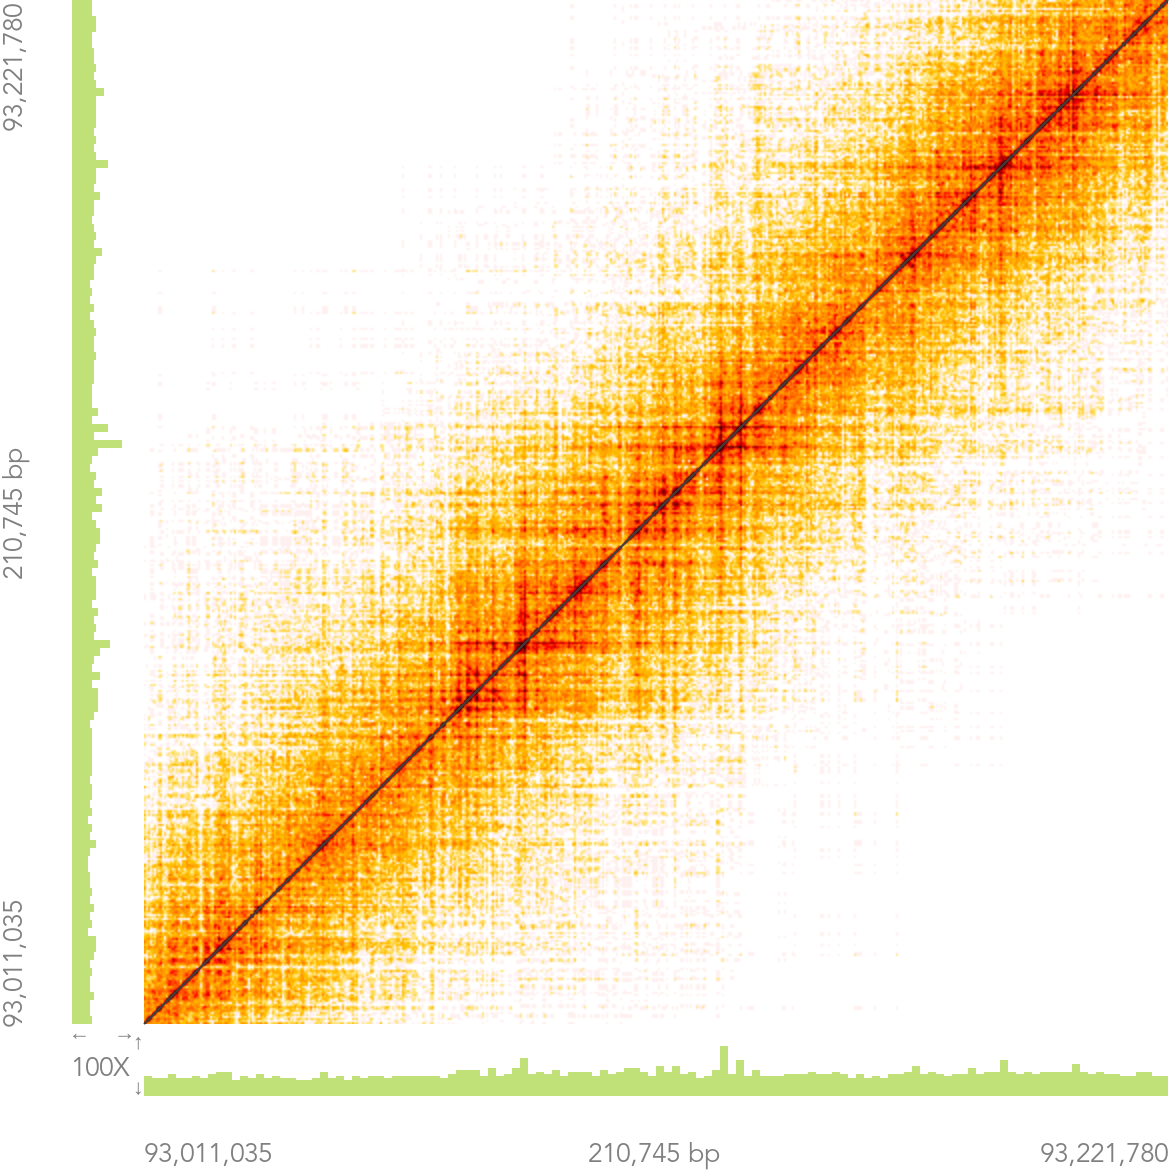 93,221,780
210,745 bp
93,011,035
← →
↑
100X
↓
93,011,035 210,745 bp 93,221,780